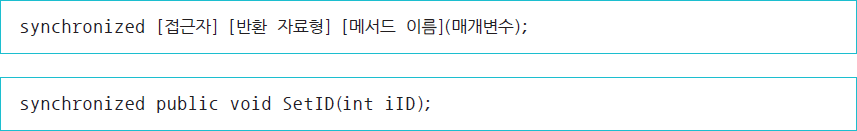 synchronized [접근자] [반환 자료형] [메서드 이름](매개변수);
synchronized public void SetID(int iID);